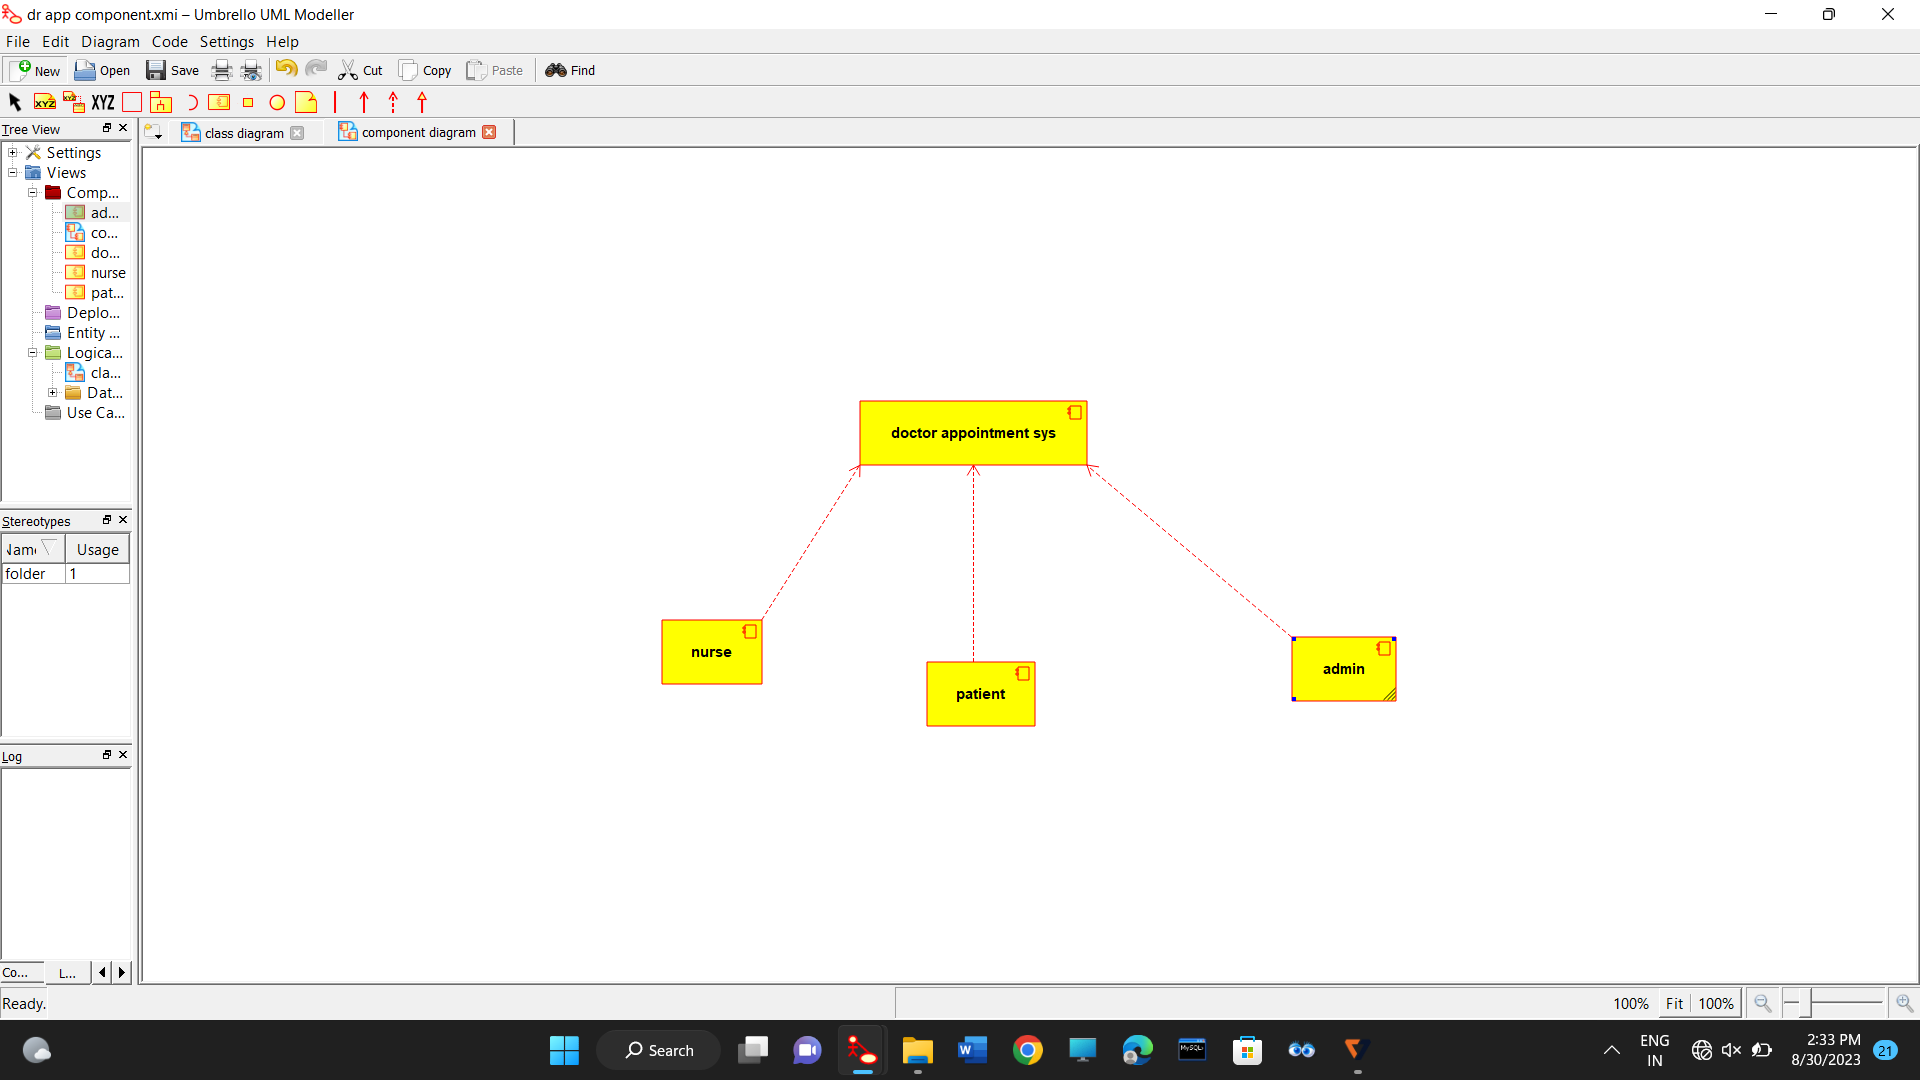 dr app component.xmi – Umbrello UML Modeller
File Edit Diagram Code Settings Help
New Open Save Cut Copy Paste Find
XYZ XYZ XYZ
Tree View
class diagram component diagram
Settings
Views
Comp...
ad...
co...
do...
nurse
pat...
Deplo...
Entity ...
Logica...
cla...
Dat...
Use Ca...
doctor appointment sys
nurse
patient
admin
Stereotypes
Usage
folder 1
Log
Co... L...
Ready.
100% Fit 100%
Search
MySQL
ENG
IN
2:33 PM
8/30/2023
21